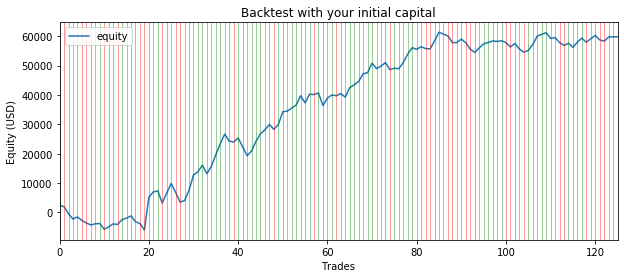 Backtest with your initial capital
equity
60000
50000
40000
30000
20000
10000
0
Equity (USD)
0 20 40 60 80 100 120
Trades